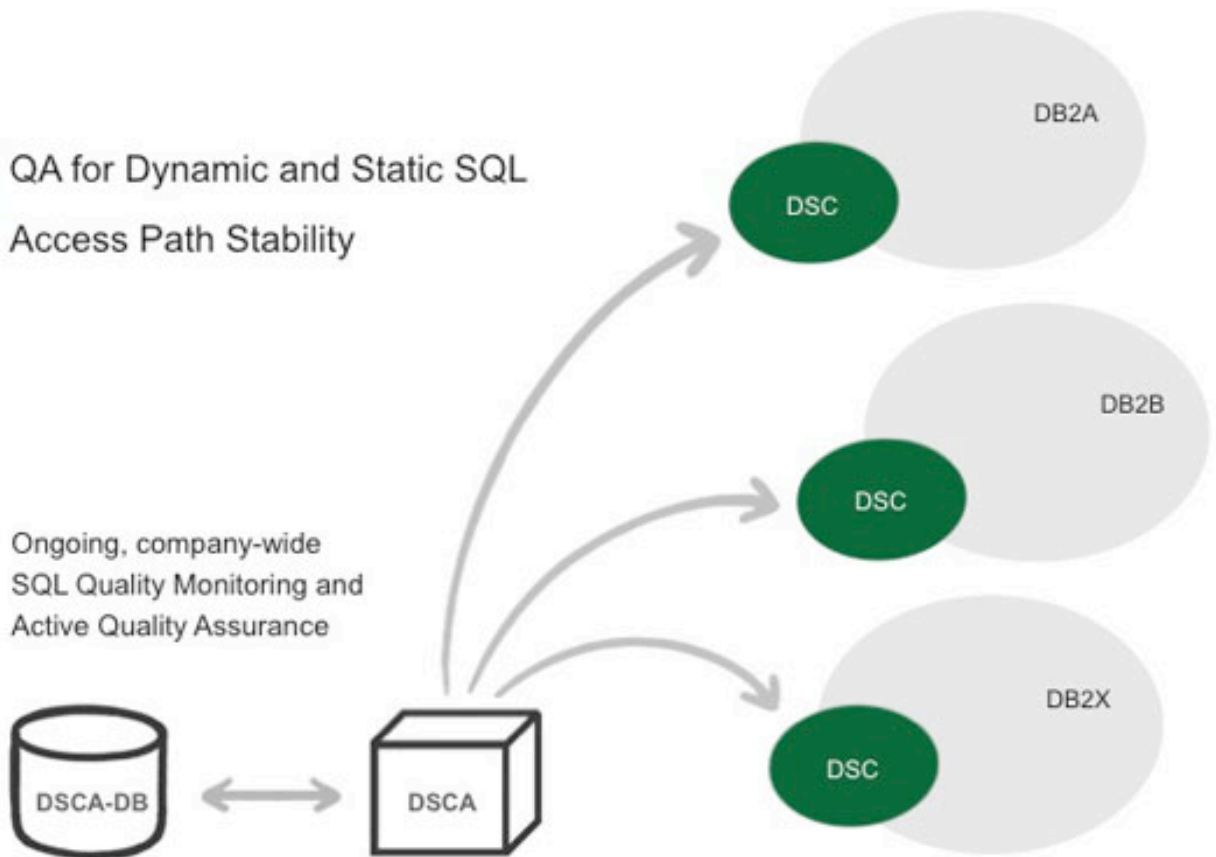 DB2A
QA for Dynamic and Static SQL
DSC
Access Path Stability
DB2B
DSC
Ongoing, company-wide
SQL Quality Monitoring and
Active Quality Assurance
DB2X
DSC
DSCA-DB
DSCA